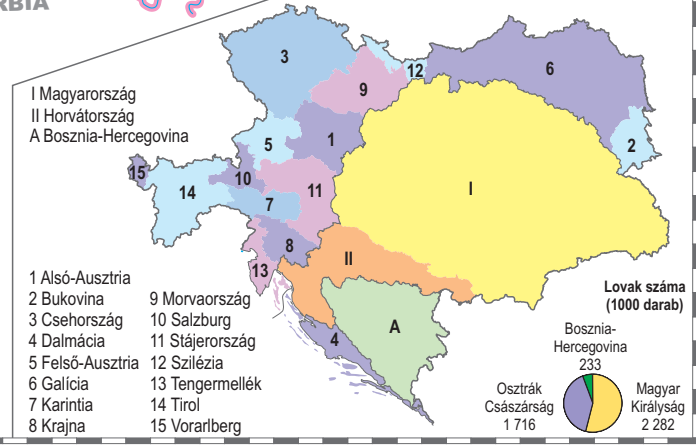 RBIA
I Magyarország
II Horvátország
A Bosznia-Hercegovina
3
12
6
9
1
2
5
15
10
14
11
I
7
8
II
13
4
A
1 Alsó-Ausztria
2 Bukovina
3 Csehország
4 Dalmácia
5 Felső-Ausztria
6 Galícia
7 Karintia
8 Krajna
9 Morvaország
10 Salzburg
11 Stájerország
12 Szilézia
13 Tengermellék
14 Tirol
15 Vorarlberg
Lovak száma
(1000 darab)
Bosznia-
Hercegovina
233
Osztrák
Császárság
1 716
Magyar
Királyság
2 282